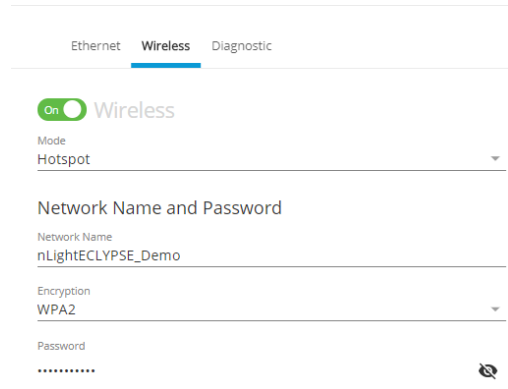 Ethernet Wireless Diagnostic
On Wireless
Mode
Hotspot
Network Name and Password
Network Name
nLightECLYPSE_Demo
Encryption
WPA2
Password
•••••••••••